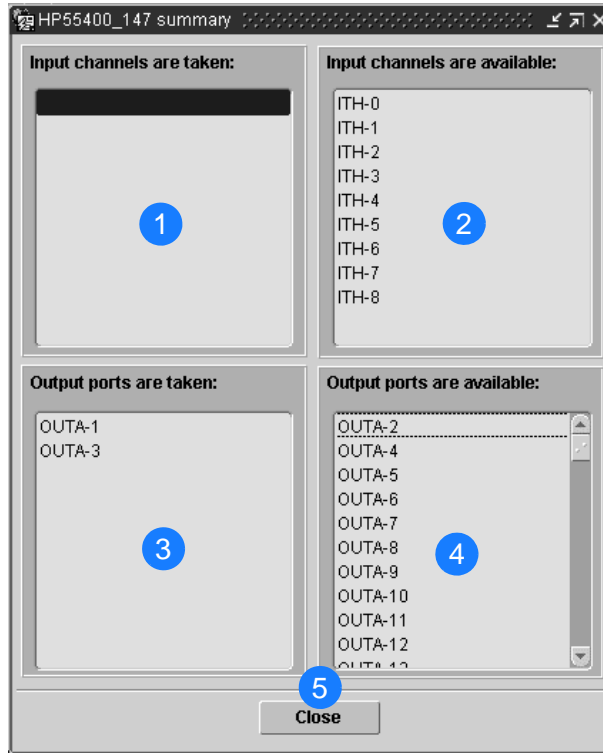 HP55400_147 summary
Input channels are taken:
1
Input channels are available:
ITH-0
ITH-1
ITH-2
ITH-3
ITH-4
ITH-5
ITH-6
ITH-7
ITH-8
2
Output ports are taken:
OUTA-1
OUTA-3
3
Output ports are available:
OUTA-2
OUTA-4
OUTA-5
OUTA-6
OUTA-7
OUTA-8
OUTA-9
OUTA-10
OUTA-11
OUTA-12
4
5
Close